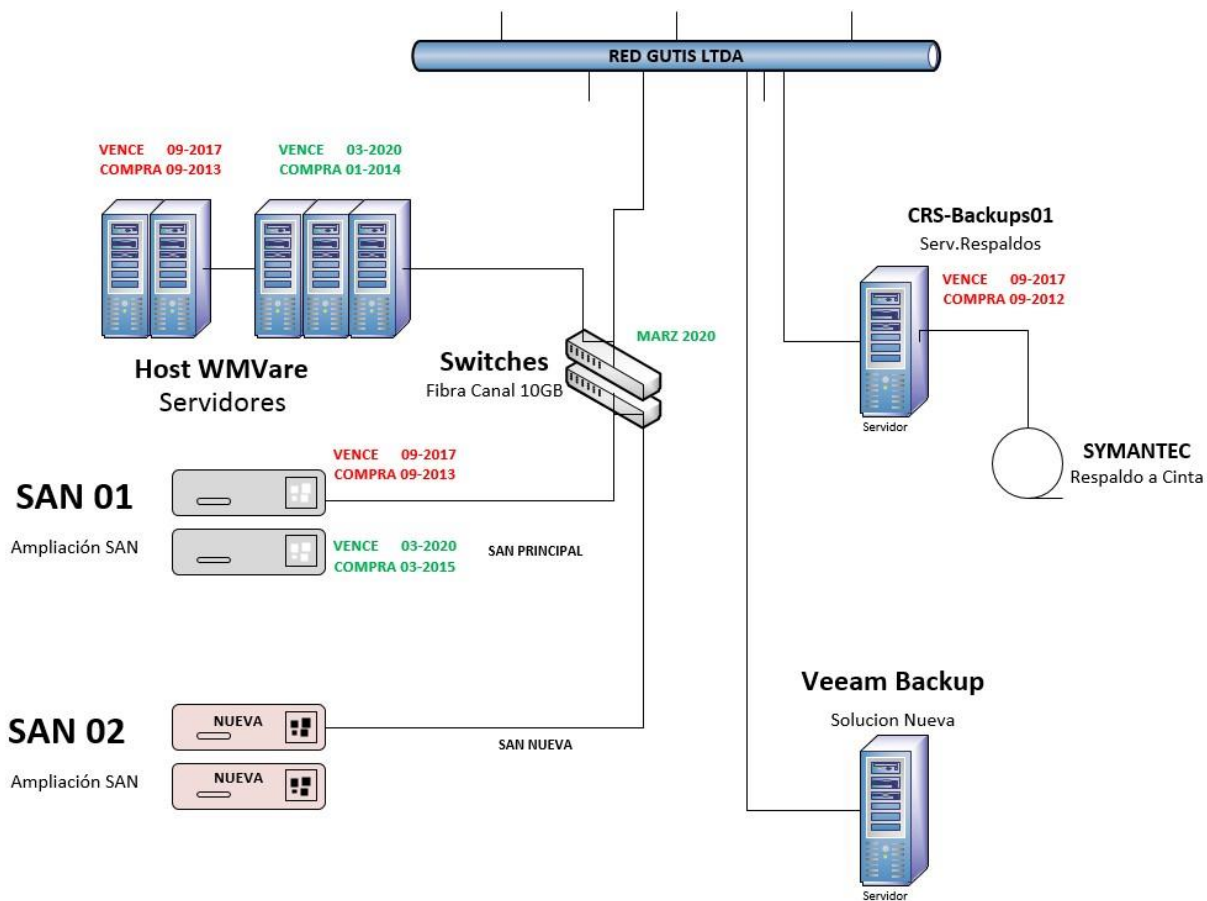 RED GUTIS LTDA
VENCE 09-2017
COMPRA 09-2013
VENCE 03-2020
COMPRA 01-2014
Host WMVare
Servidores
MARZ 2020
Switches
Fibra Canal 10GB
CRS-Backups01
Serv.Respaldos
VENCE 09-2017
COMPRA 09-2012
Servidor
SYMANTEC
Respaldo a Cinta
SAN 01
Ampliación SAN
VENCE 09-2017
COMPRA 09-2013
VENCE 03-2020
COMPRA 03-2015
SAN PRINCIPAL
SAN 02
Ampliación SAN
NUEVA
NUEVA
SAN NUEVA
Veeam Backup
Solucion Nueva
Servidor